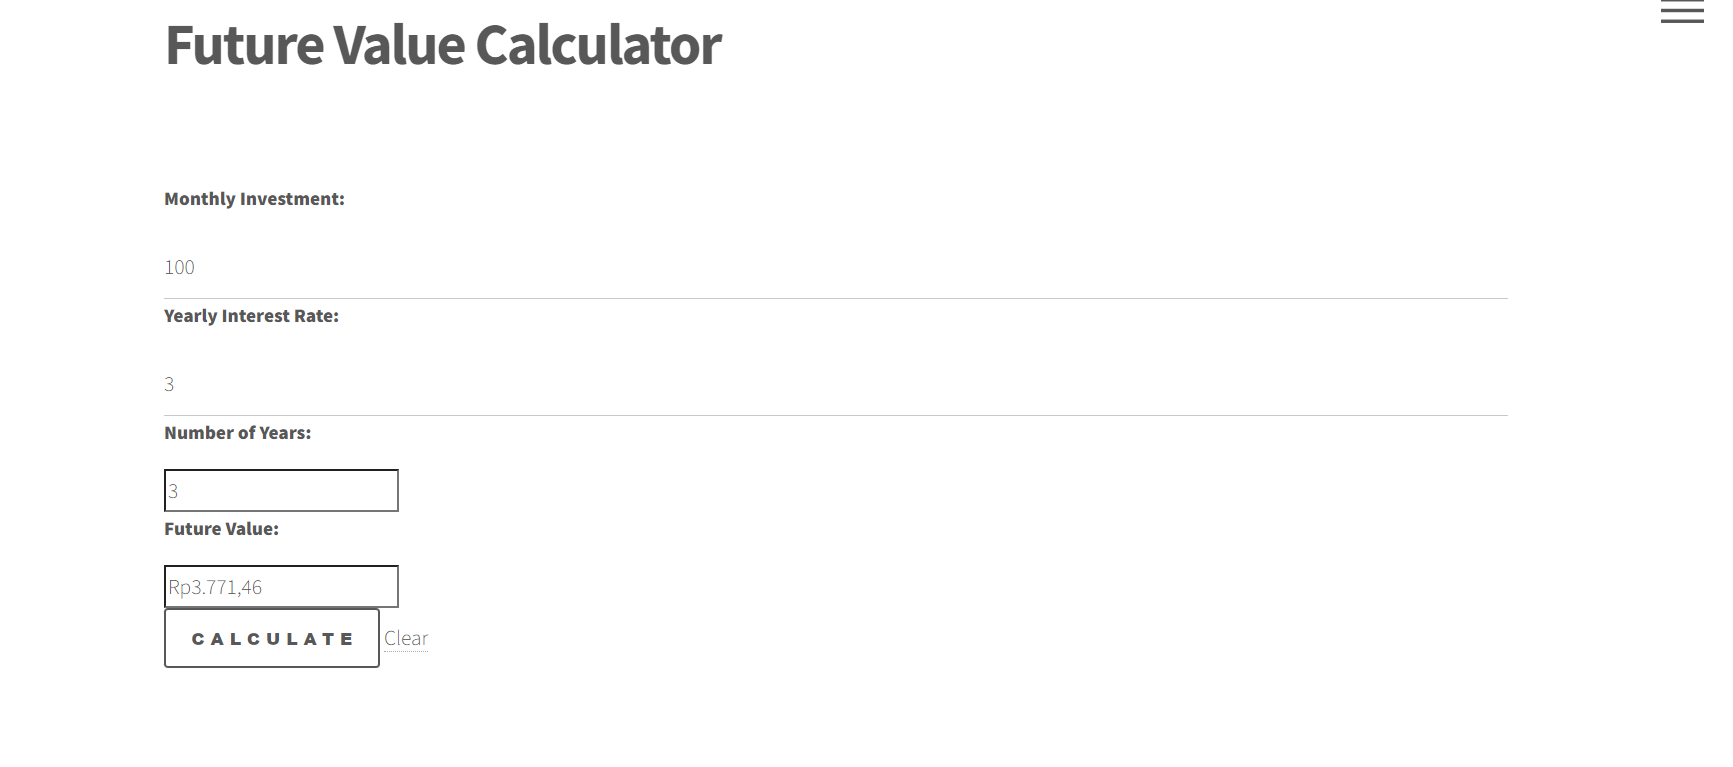 Future Value Calculator
Monthly Investment:
100
Yearly Interest Rate:
3
Number of Years:
3
Future Value:
Rp3.771,46
CALCULATE Clear